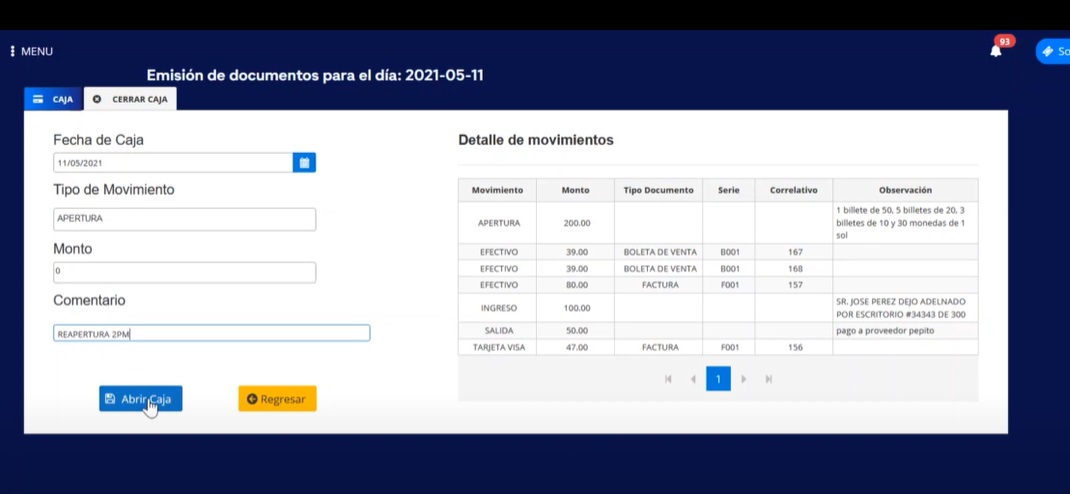 MENU
93
So
Emisión de documentos para el día: 2021-05-11
CAJA
CERRAR CAJA
Fecha de Caja
11/05/2021
Tipo de Movimiento
APERTURA
Monto
0
Comentario
REAPERTURA 2PM
Abrir Caja
Regresar
Detalle de movimientos
Movimiento Monto Tipo Documento Serie Correlativo Observación
APERTURA 200.00 1 billete de 50, 5 billetes de 20, 3
billetes de 10 y 30 monedas de 1
sol
EFECTIVO 39.00 BOLETA DE VENTA B001 167
EFECTIVO 39.00 BOLETA DE VENTA B001 168
EFECTIVO 80.00 FACTURA F001 157
INGRESO 100.00 SR. JOSE PEREZ DEJO ADELNADO
POR ESCRITORIO #34343 DE 300
SALIDA 50.00 pago a proveedor pepito
TARJETA VISA 47.00 FACTURA F001 156
1